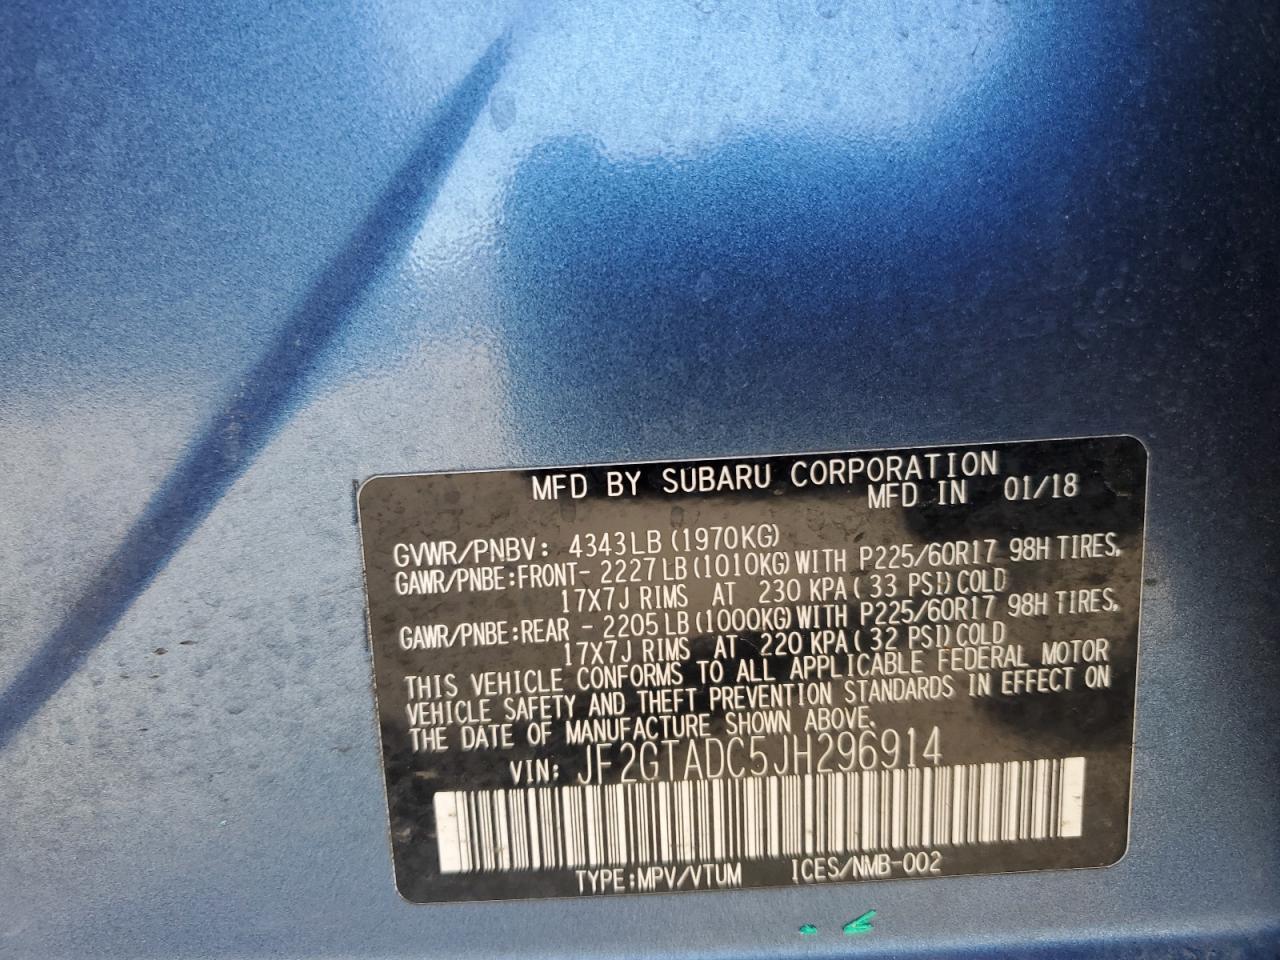 MFD BY SUBARU CORPORATION
MFD IN 01/18
GVWR/PNBV: 4343LB (1970KG)
GAWR/PNBE:FRONT- 2227LB(1010KG)WITH P225/60R17 98H TIRES.
17X7J RIMS AT 230 KPA(33 PSI)COLD
GAWR/PNBE:REAR - 2205LB(1000KG)WITH P225/60R17 98H TIRES.
17X7J RIMS AT 220 KPA(32 PSI)COLD
THIS VEHICLE CONFORMS TO ALL APPLICABLE FEDERAL MOTOR
VEHICLE SAFETY AND THEFT PREVENTION STANDARDS IN EFFECT ON
THE DATE OF MANUFACTURE SHOWN ABOVE.
VIN: JF2GTADC5JH296914
TYPE:MPV/VTUM ICES/NMB-002